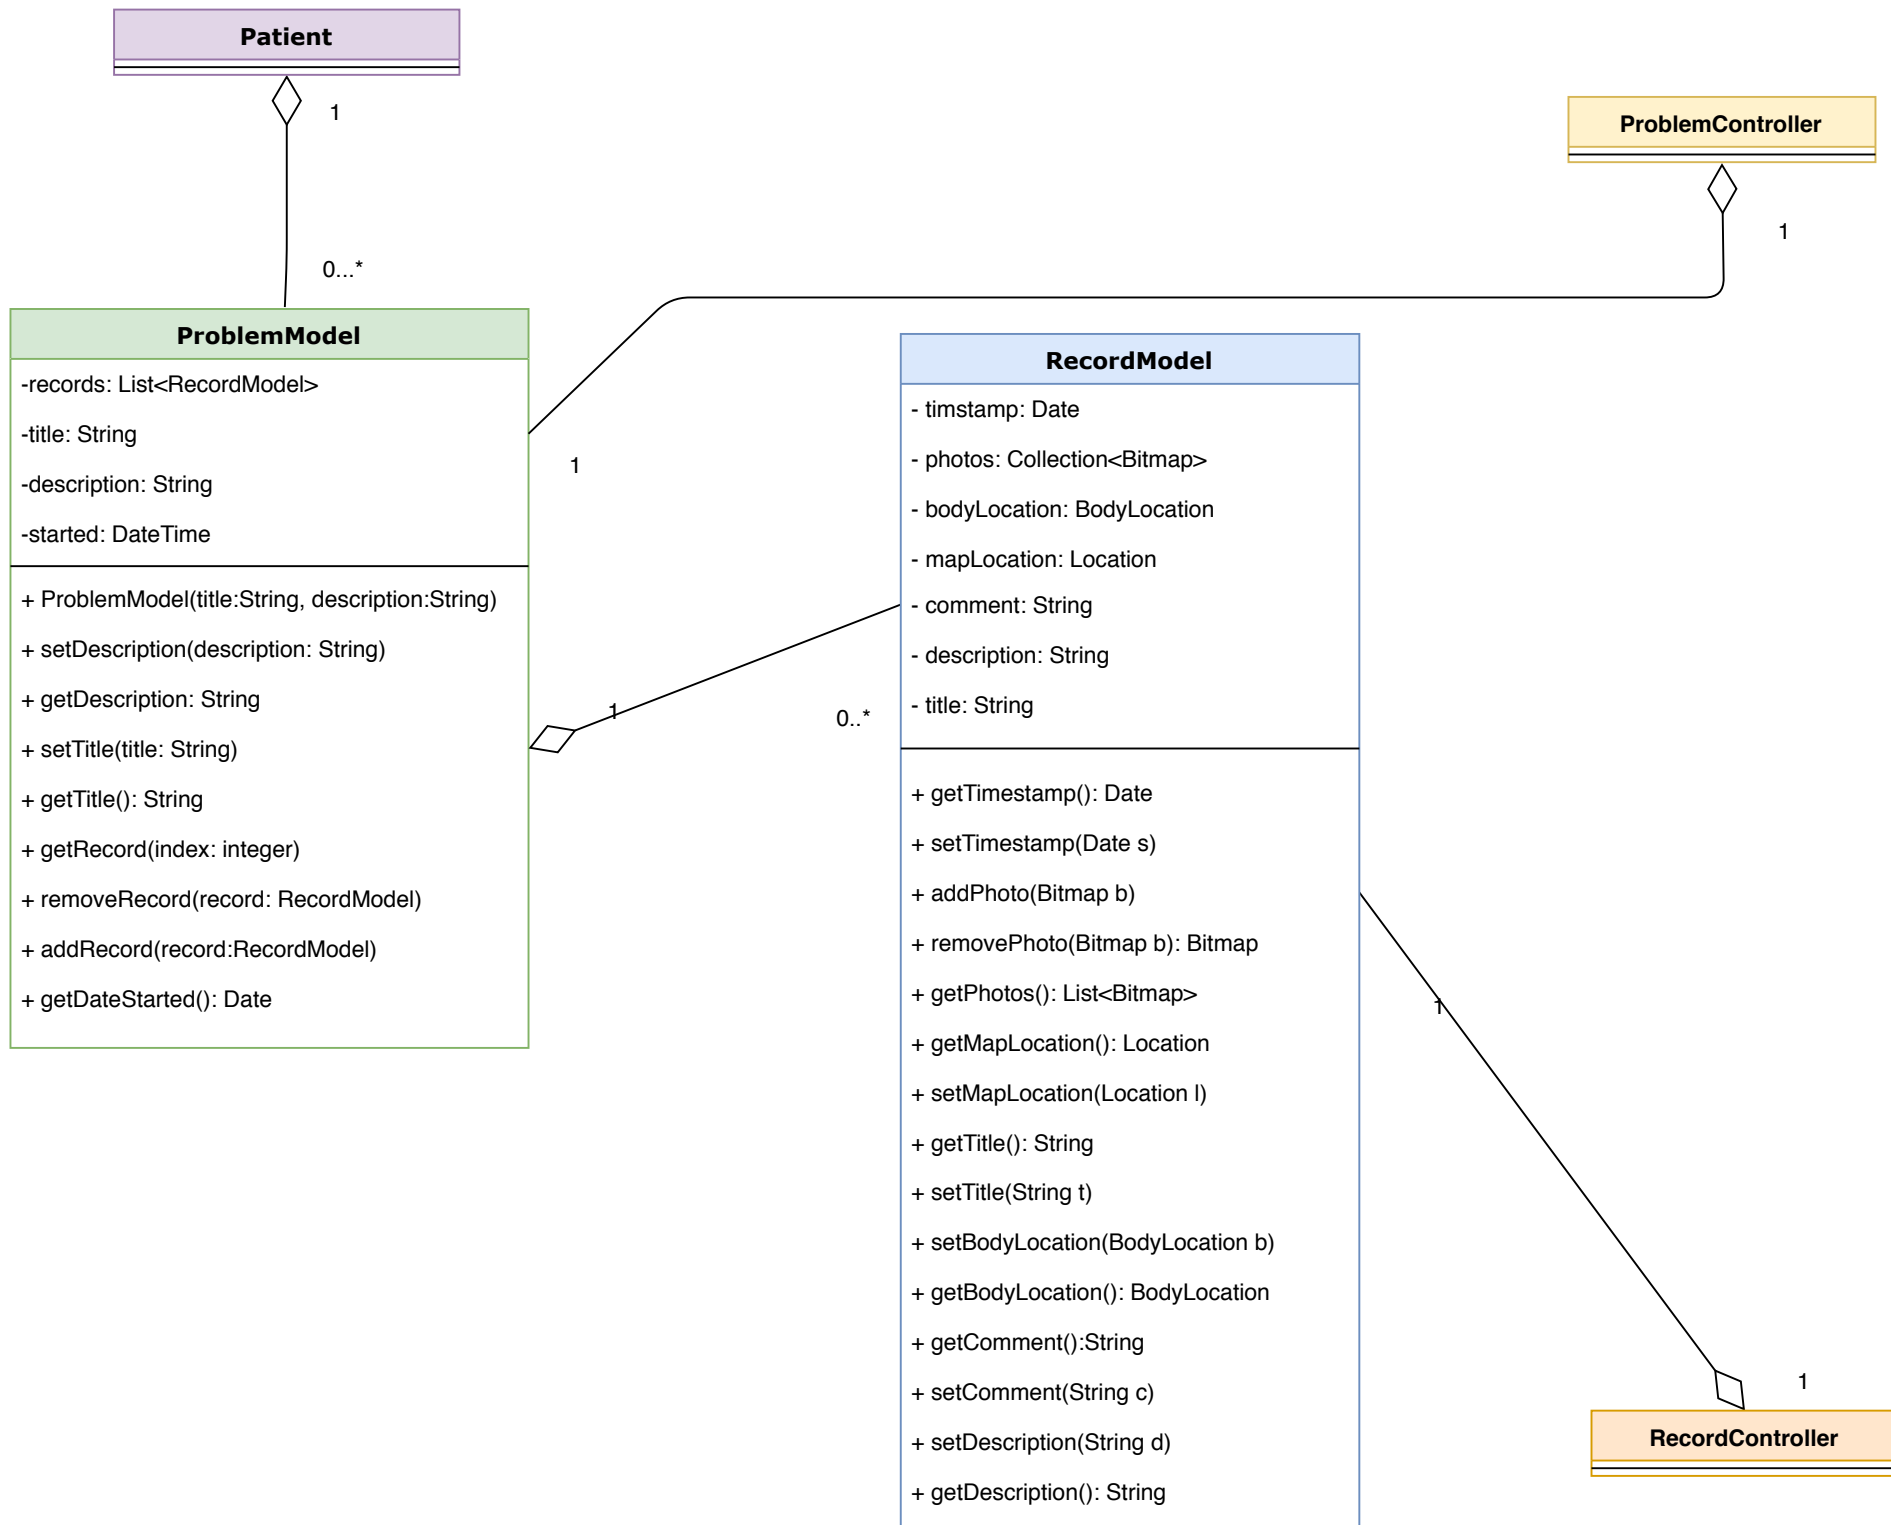 Patient
1
0...*
ProblemController
1
ProblemModel
-records: List<RecordModel>
-title: String
-description: String
-started: DateTime
+ ProblemModel(title:String, description:String)
+ setDescription(description: String)
+ getDescription: String
+ setTitle(title: String)
+ getTitle(): String
+ getRecord(index: integer)
+ removeRecord(record: RecordModel)
+ addRecord(record:RecordModel)
+ getDateStarted(): Date
1
1
0..*
RecordModel
- timstamp: Date
- photos: Collection<Bitmap>
- bodyLocation: BodyLocation
- mapLocation: Location
- comment: String
- description: String
- title: String
+ getTimestamp(): Date
+ setTimestamp(Date s)
+ addPhoto(Bitmap b)
+ removePhoto(Bitmap b): Bitmap
+ getPhotos(): List<Bitmap>
+ getMapLocation(): Location
+ setMapLocation(Location l)
+ getTitle(): String
+ setTitle(String t)
+ setBodyLocation(BodyLocation b)
+ getBodyLocation(): BodyLocation
+ getComment():String
+ setComment(String c)
+ setDescription(String d)
+ getDescription(): String
1
1
RecordController